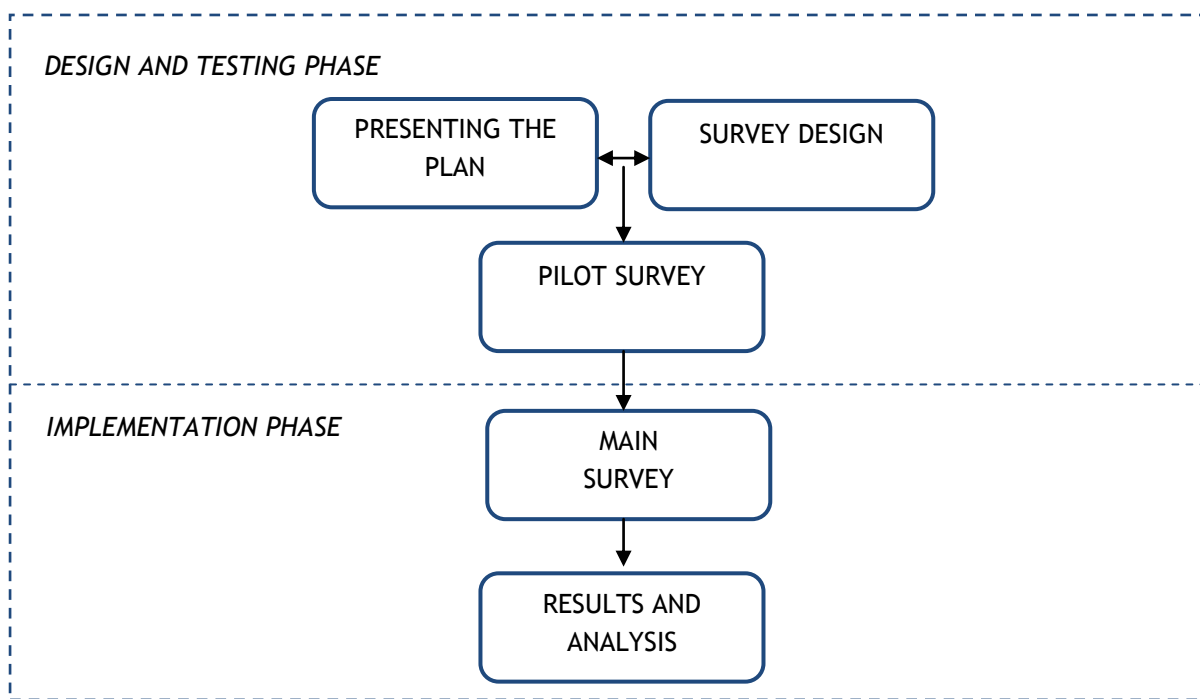 DESIGN AND TESTING PHASE
PRESENTING THE
PLAN
SURVEY DESIGN
PILOT SURVEY
IMPLEMENTATION PHASE
MAIN
SURVEY
RESULTS AND
ANALYSIS